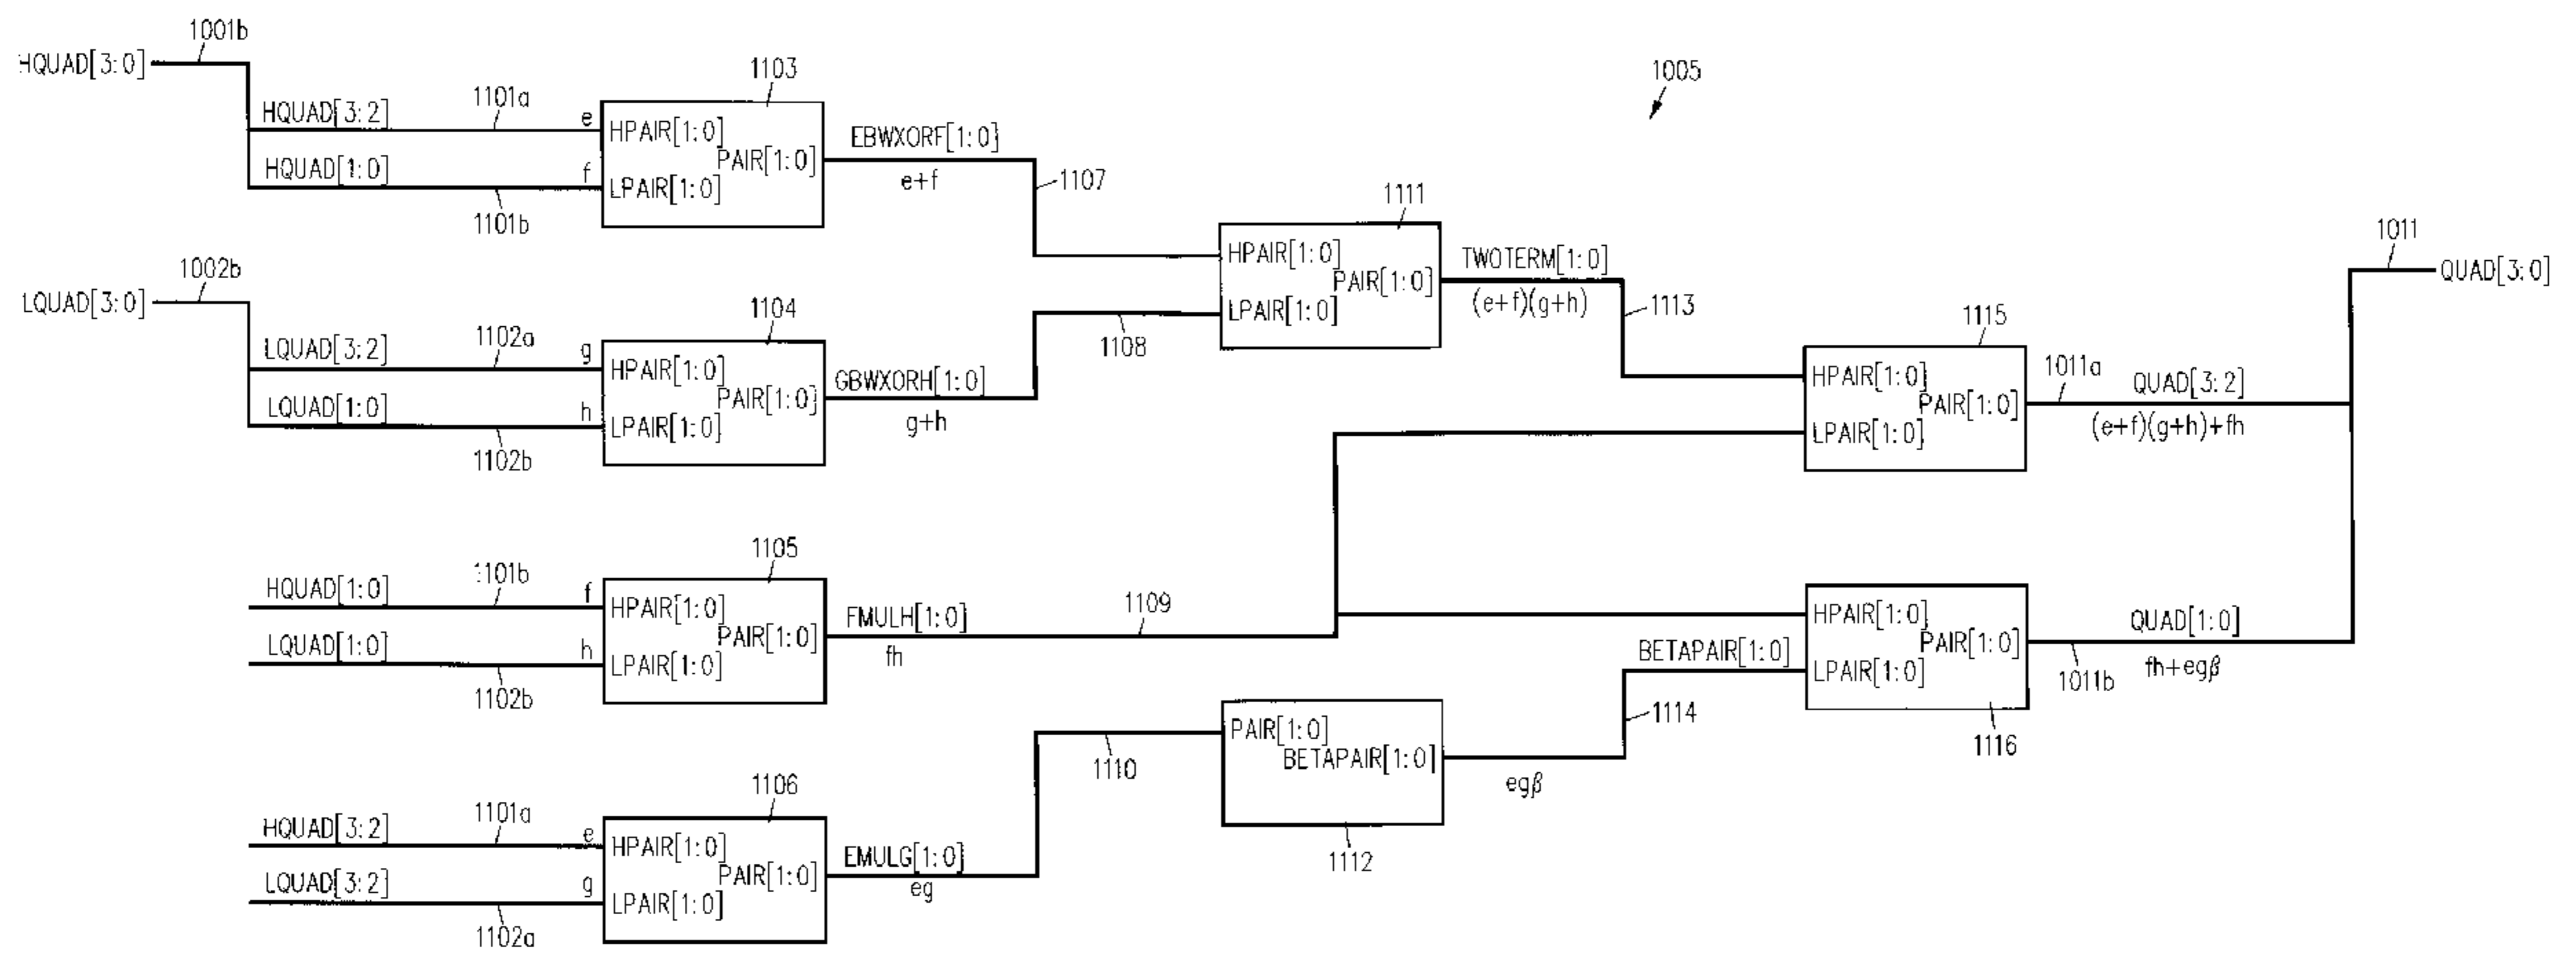 1001b
HQUAD[3:0]
HQUAD[3:2]
1101a
e
HQUAD[1:0]
f
1101b
1103
HPAIR[1:0]
PAIR[1:0]
LPAIR[1:0]
EBWXORF[1:0]
e+f
1107
1005
1002b
LQUAD[3:0]
LQUAD[3:2]
1102a
g
LQUAD[1:0]
h
1102b
1104
HPAIR[1:0]
PAIR[1:0]
LPAIR[1:0]
GBWXORH[1:0]
g+h
1108
1111
HPAIR[1:0]
PAIR[1:0]
LPAIR[1:0]
TWOTERM[1:0]
(e+f)(g+h)
1113
1115
HPAIR[1:0]
PAIR[1:0]
LPAIR[1:0]
1011a
QUAD[3:2]
(e+f)(g+h)+fh
1011
QUAD[3:0]
HQUAD[1:0]
1101b
f
LQUAD[1:0]
h
1102b
1105
HPAIR[1:0]
PAIR[1:0]
LPAIR[1:0]
FMULH[1:0]
fh
1109
BETAPAIR[1:0]
1114
HPAIR[1:0]
PAIR[1:0]
LPAIR[1:0]
1116
QUAD[1:0]
fh+egβ
1011b
HQUAD[3:2]
1101a
e
LQUAD[3:2]
g
1102a
1106
HPAIR[1:0]
PAIR[1:0]
LPAIR[1:0]
EMULG[1:0]
eg
1110
PAIR[1:0]
BETAPAIR[1:0]
1112
egβ